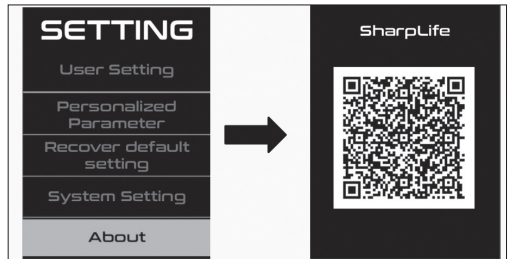 SETTING
User Setting
Personalized
Parameter
Recover default
setting
System Setting
About
SharpLife